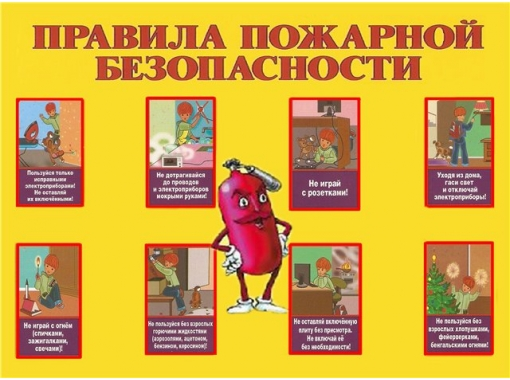 ПРАВИЛА ПОЖАРНОЙ
БЕЗОПАСНОСТИ
Пользуйся только
исправными
электроприборами!
Не оставляй
их включёнными!
Не дотрагивайся
до проводов
и электроприборов
мокрыми руками!
Не играй
с розетками!
Уходя из дома,
гаси свет
и отключай
электроприборы!
Не играй с огнём
(спичками,
зажигалками,
свечами)!
Не пользуйся без взрослых
горючими жидкостями
(аэрозолями, ацетоном,
бензином, керосином)!
Не оставляй включённую
плиту без присмотра.
Не включай её
без необходимости!
Не пользуйся без
взрослых хлопушками,
фейерверками,
бенгальскими огнями!